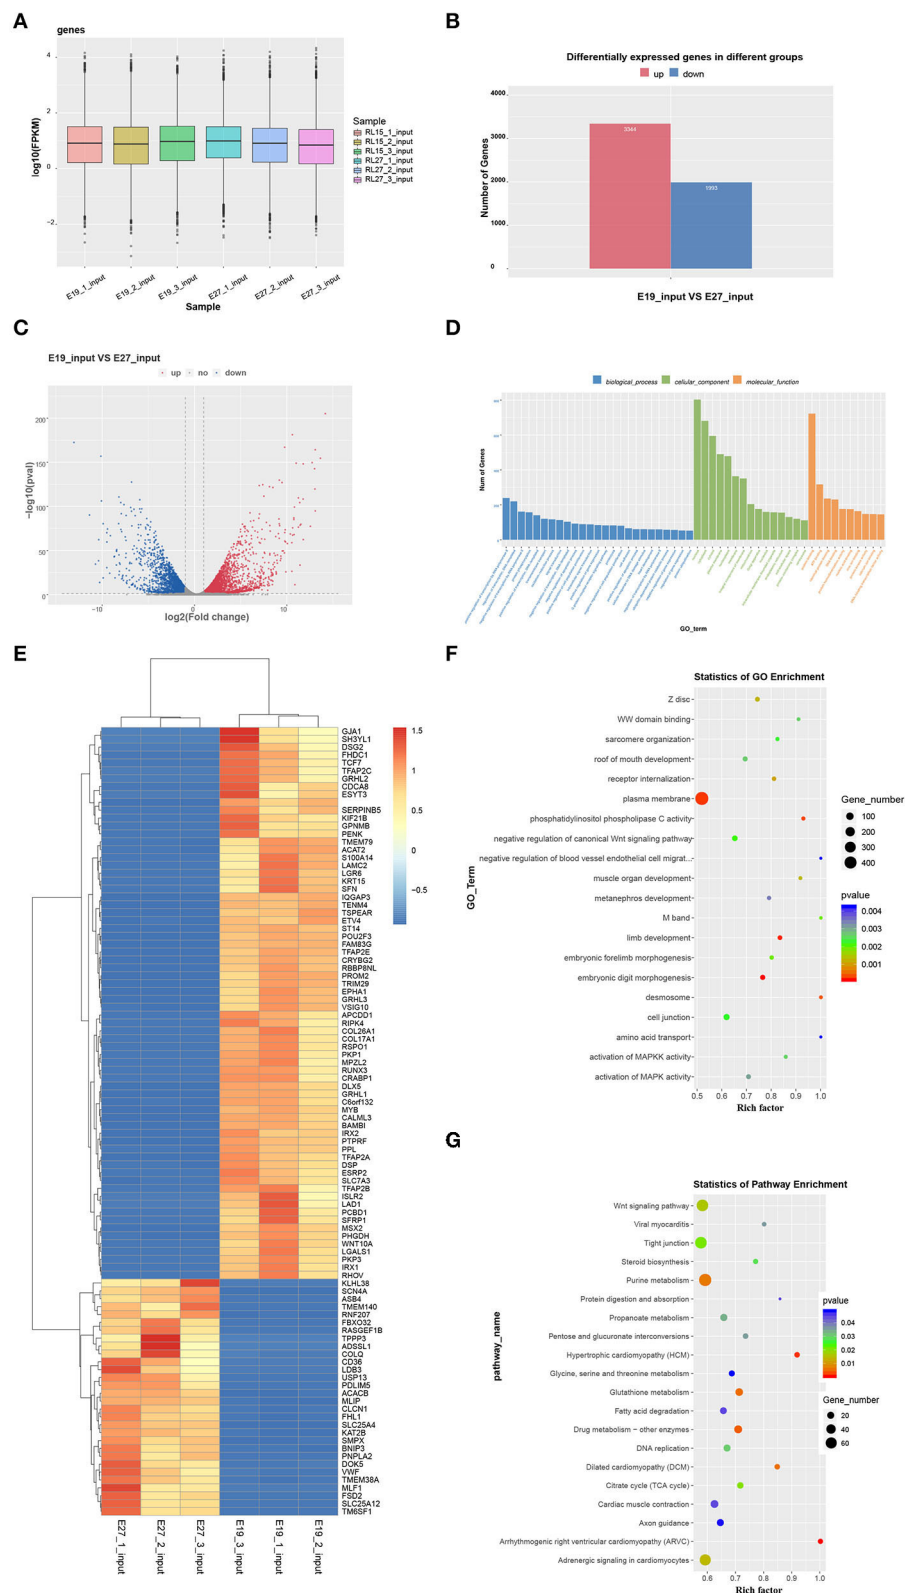 A
genes
4
2
0
−2
log10(FPKM)
E19_1_input
E19_2_input
E19_3_input
E27_1_input
E27_2_input
E27_3_input
Sample
Sample
RL15_1_input
RL15_2_input
RL15_3_input
RL27_1_input
RL27_2_input
RL27_3_input
B
Differentially expressed genes in different groups
up down
4000
3000
2000
1000
0
Number of Genes
3344
1993
E19_input VS E27_input
C
E19_input VS E27_input
up no down
200
150
100
50
0
−log10(pval)
−10 0 10
log2(Fold change)
D
biological_process cellular_component molecular_function
Num of Genes
GO_term
E
1.5
1
0.5
0
−0.5
GJA1
SH3YL1
DSG2
FHDC1
TCF7
TFAP2C
GRHL2
CDCA8
ESYT3
SERPINB5
KIF21B
GPNMB
PENK
TMEM79
ACAT2
S100A14
LAMC2
LGR6
KRT15
SFN
IQGAP3
TENM4
TSPEAR
ETV4
ST14
POU2F3
FAM83G
TFAP2E
CRYBG2
RBBP8NL
PROM2
TRIM29
EPHA1
GRHL3
VSIG10
APCDD1
RIPK4
COL26A1
COL17A1
RSPO1
PKP1
MPZL2
RUNX3
CRABP1
DLX5
GRHL1
C6orf132
MYB
CALML3
BAMBI
IRX2
PTPRF
PPL
TFAP2A
DSP
ESRP2
SLC7A3
TFAP2B
ISLR2
LAD1
PCBD1
SFRP1
MSX2
PHGDH
WNT10A
LGALS1
PKP3
IRX1
RHOV
KLHL38
SCN4A
ASB4
TMEM140
RNF207
FBXO32
RASGEF1B
TPPP3
ADSSL1
COLQ
CD36
LDB3
USP13
PDLIM5
ACACB
MLIP
CLCN1
FHL1
SLC25A4
KAT2B
SMPX
BNIP3
PNPLA2
DOK5
VWF
TMEM38A
MLF1
FSD2
SLC25A12
TM6SF1
E27_1_input
E27_2_input
E27_3_input
E19_3_input
E19_1_input
E19_2_input
F
Statistics of GO Enrichment
GO_Term
Z disc
WW domain binding
sarcomere organization
roof of mouth development
receptor internalization
plasma membrane
phosphatidylinositol phospholipase C activity
negative regulation of canonical Wnt signaling pathway
negative regulation of blood vessel endothelial cell migrat...
muscle organ development
metanephros development
M band
limb development
embryonic forelimb morphogenesis
embryonic digit morphogenesis
desmosome
cell junction
amino acid transport
activation of MAPKK activity
activation of MAPK activity
0.5 0.6 0.7 0.8 0.9 1.0
Rich factor
Gene_number
100
200
300
400
pvalue
0.004
0.003
0.002
0.001
G
Statistics of Pathway Enrichment
pathway_name
Wnt signaling pathway
Viral myocarditis
Tight junction
Steroid biosynthesis
Purine metabolism
Protein digestion and absorption
Propanoate metabolism
Pentose and glucuronate interconversions
Hypertrophic cardiomyopathy (HCM)
Glycine, serine and threonine metabolism
Glutathione metabolism
Fatty acid degradation
Drug metabolism − other enzymes
DNA replication
Dilated cardiomyopathy (DCM)
Citrate cycle (TCA cycle)
Cardiac muscle contraction
Axon guidance
Arrhythmogenic right ventricular cardiomyopathy (ARVC)
Adrenergic signaling in cardiomyocytes
0.6 0.7 0.8 0.9 1.0
Rich factor
pvalue
0.04
0.03
0.02
0.01
Gene_number
20
40
60